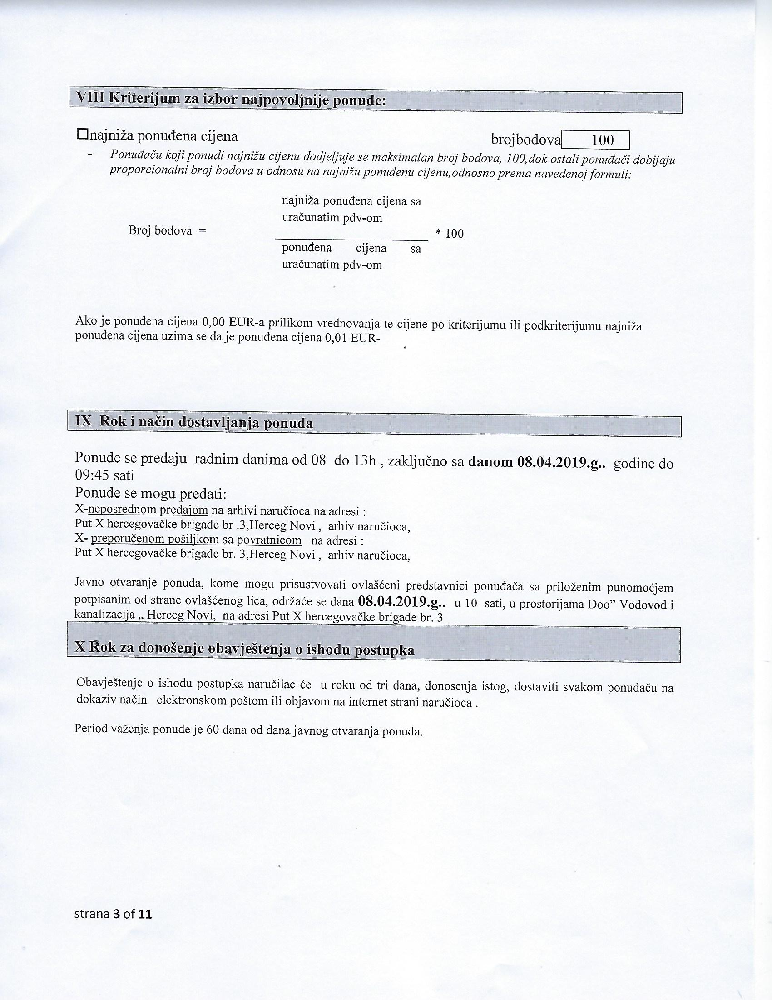 VIII Kriterijum za izbor najpovoljnije ponude:
☐najniža ponuđena cijena brojbodova 100
- Ponuđaču koji ponudi najnižu cijenu dodjeljuje se maksimalan broj bodova, 100,dok ostali ponuđači dobijaju
proporcionalni broj bodova u odnosu na najnižu ponuđenu cijenu,odnosno prema navedenoj formuli:
najniža ponuđena cijena sa
uračunatim pdv-om
Broj bodova = * 100
ponuđena cijena sa
uračunatim pdv-om
Ako je ponuđena cijena 0,00 EUR-a prilikom vrednovanja te cijene po kriterijumu ili podkriterijumu najniža
ponuđena cijena uzima se da je ponuđena cijena 0,01 EUR-
IX Rok i način dostavljanja ponuda
Ponude se predaju radnim danima od 08 do 13h , zaključno sa danom 08.04.2019.g.. godine do
09:45 sati
Ponude se mogu predati:
X-neposrednom predajom na arhivi naručioca na adresi :
Put X hercegovačke brigade br .3,Herceg Novi , arhiv naručioca,
X- preporučenom pošiljkom sa povratnicom na adresi :
Put X hercegovačke brigade br. 3,Herceg Novi , arhiv naručioca,
Javno otvaranje ponuda, kome mogu prisustvovati ovlašćeni predstavnici ponuđača sa priloženim punomoćjem
potpisanim od strane ovlašćenog lica, održaće se dana 08.04.2019.g.. u 10 sati, u prostorijama Doo” Vodovod i
kanalizacija „ Herceg Novi, na adresi Put X hercegovačke brigade br. 3
X Rok za donošenje obavještenja o ishodu postupka
Obavještenje o ishodu postupka naručilac će u roku od tri dana, donosenja istog, dostaviti svakom ponuđaču na
dokaziv način elektronskom poštom ili objavom na internet strani naručioca .
Period važenja ponude je 60 dana od dana javnog otvaranja ponuda.
strana 3 of 11